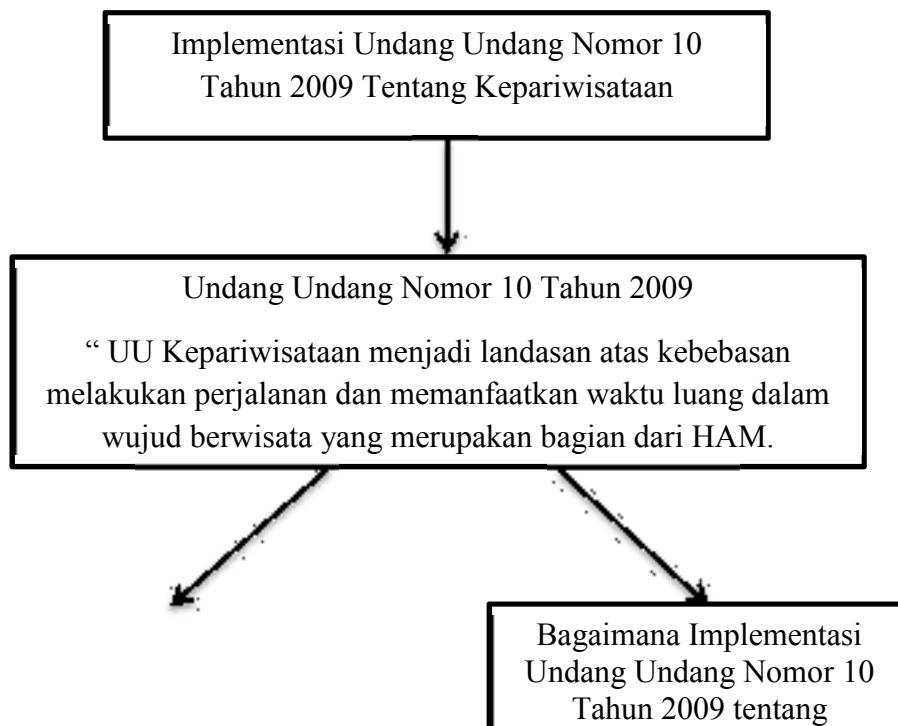 Implementasi Undang Undang Nomor 10
Tahun 2009 Tentang Kepariwisataan
Undang Undang Nomor 10 Tahun 2009
“ UU Kepariwisataan menjadi landasan atas kebebasan
melakukan perjalanan dan memanfaatkan waktu luang dalam
wujud berwisata yang merupakan bagian dari HAM.
Bagaimana Implementasi
Undang Undang Nomor 10
Tahun 2009 tentang